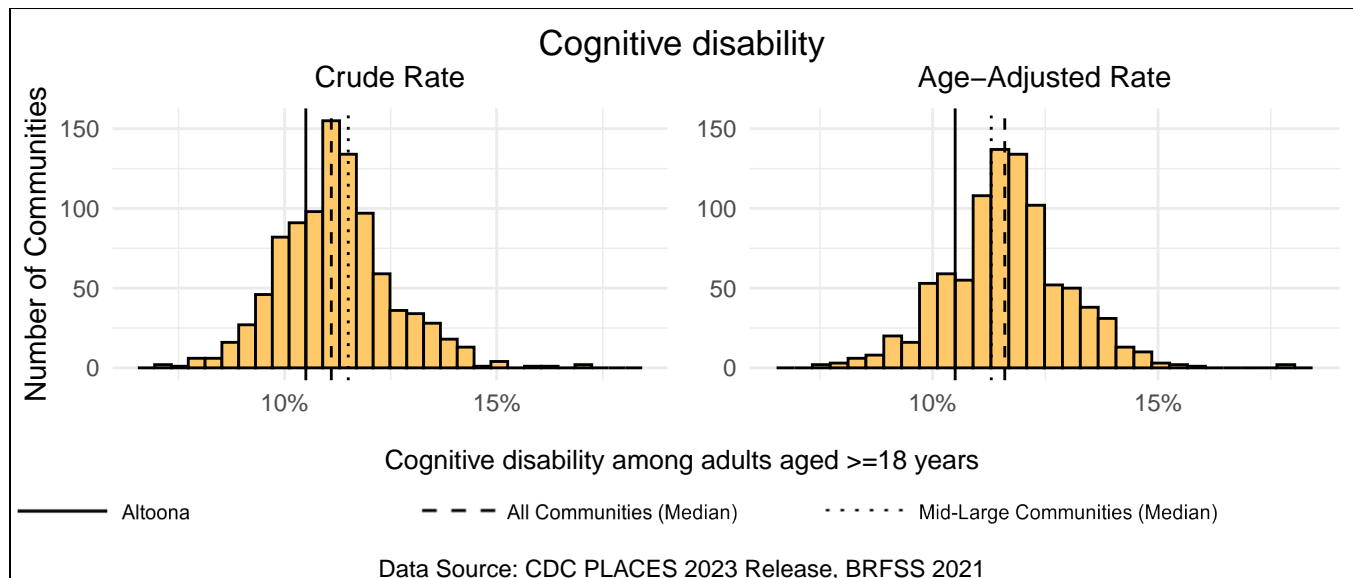 Cognitive disability
Crude Rate
Age−Adjusted Rate
Number of Communities
150
100
50
0
10%
15%
150
100
50
0
10%
15%
Cognitive disability among adults aged >=18 years
Altoona
All Communities (Median)
Mid-Large Communities (Median)
Data Source: CDC PLACES 2023 Release, BRFSS 2021